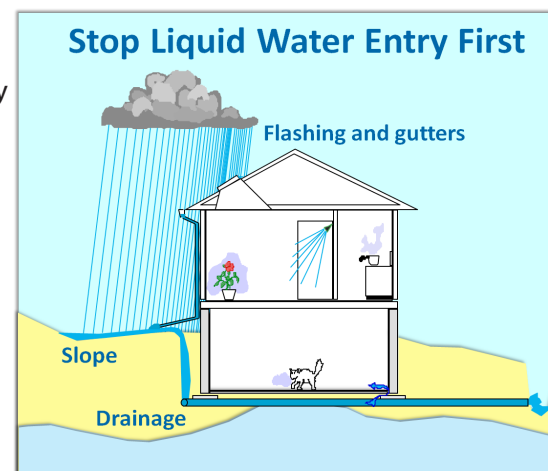 Stop Liquid Water Entry First
y
Flashing and gutters
Slope
Drainage